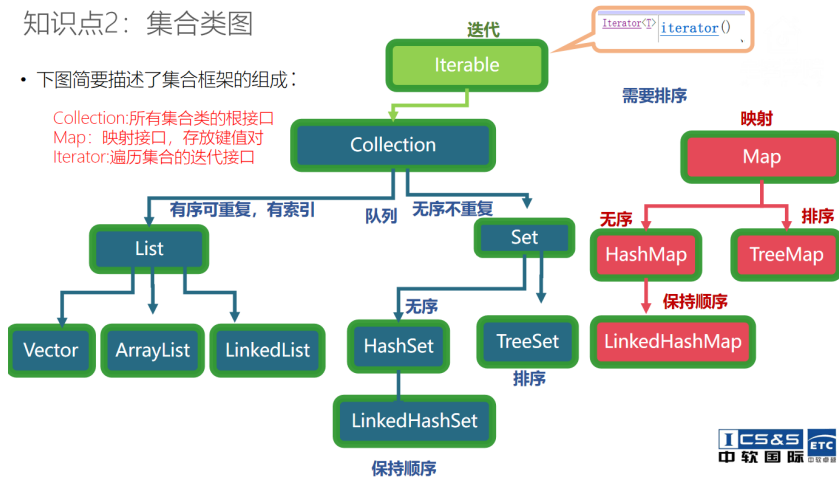 知识点2：集合类图
迭代
Iterator<T> iterator()
Iterable
• 下图简要描述了集合框架的组成：
需要排序
Collection:所有集合类的根接口
Map：映射接口，存放键值对
Iterator:遍历集合的迭代接口
映射
Collection
Map
有序可重复，有索引
队列
无序不重复
无序
排序
List
Set
HashMap
TreeMap
无序
保持顺序
Vector
ArrayList
LinkedList
HashSet
TreeSet
LinkedHashMap
排序
LinkedHashSet
保持顺序
ICS&S ETC
中软国际 中软卓越